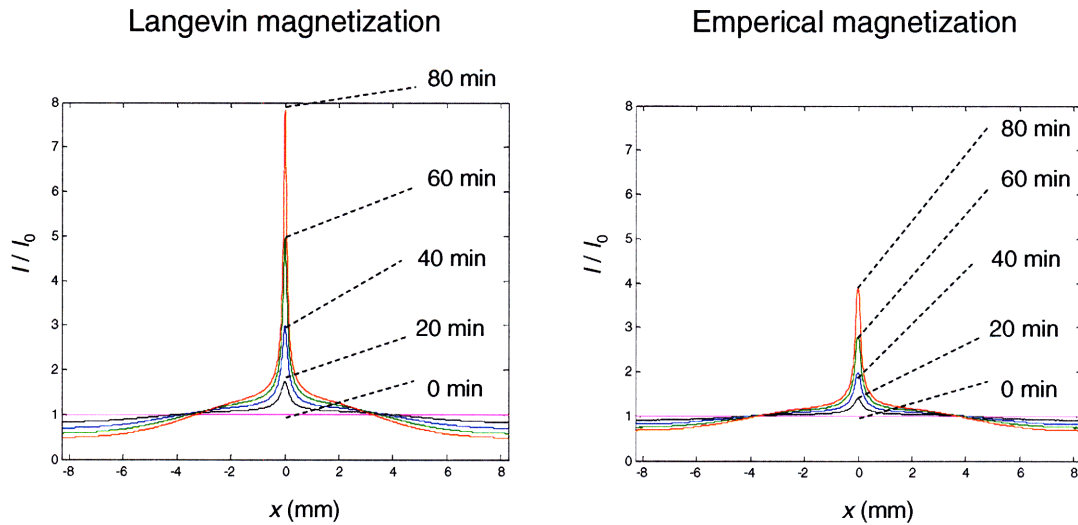 Langevin magnetization
80 min
60 min
40 min
20 min
0 min
8
7
6
5
4
3
2
1
0
-8 -6 -4 -2 0 2 4 6 8
I / I0
x (mm)
Emperical magnetization
80 min
60 min
40 min
20 min
0 min
8
7
6
5
4
3
2
1
0
-8 -6 -4 -2 0 2 4 6 8
I / I0
x (mm)